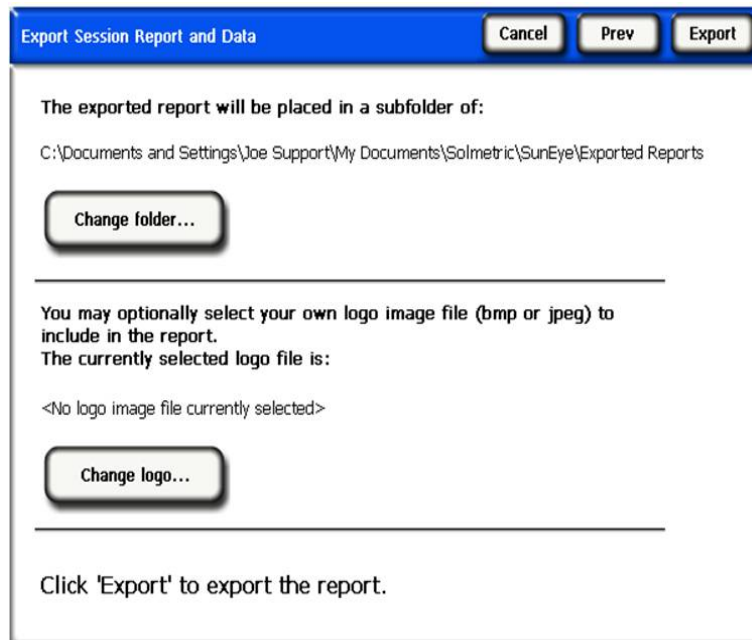 Export Session Report and Data
Cancel
Prev
Export
The exported report will be placed in a subfolder of:
C:\Documents and Settings\Joe Support\My Documents\Solmetric\SunEye\Exported Reports
Change folder...
You may optionally select your own logo image file (bmp or jpeg) to
include in the report.
The currently selected logo file is:
<No logo image file currently selected>
Change logo...
Click 'Export' to export the report.